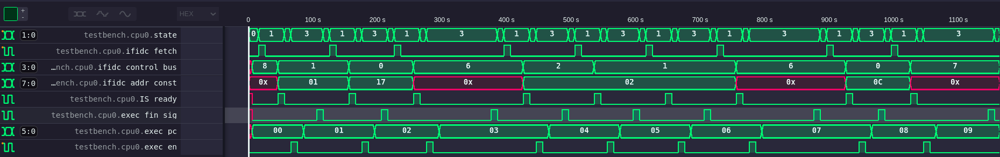 +
- HEX
0 100 s 200 s 300 s 400 s 500 s 600 s 700 s 800 s 900 s 1000 s 1100 s
1:0 testbench.cpu0.state 0 1 3 1 3 1 3 1 3 1 3 1 3 1 3 1 3 1 3
testbench.cpu0.ifidc fetch
3:0 …nch.cpu0.ifidc control bus 8 1 0 6 2 1 6 0 7
7:0 …ench.cpu0.ifidc addr const 0x 01 17 0x 02 0x 0C 0x
testbench.cpu0.IS ready
testbench.cpu0.exec fin sig
5:0 testbench.cpu0.exec pc 00 01 02 03 04 05 06 07 08 09
testbench.cpu0.exec en